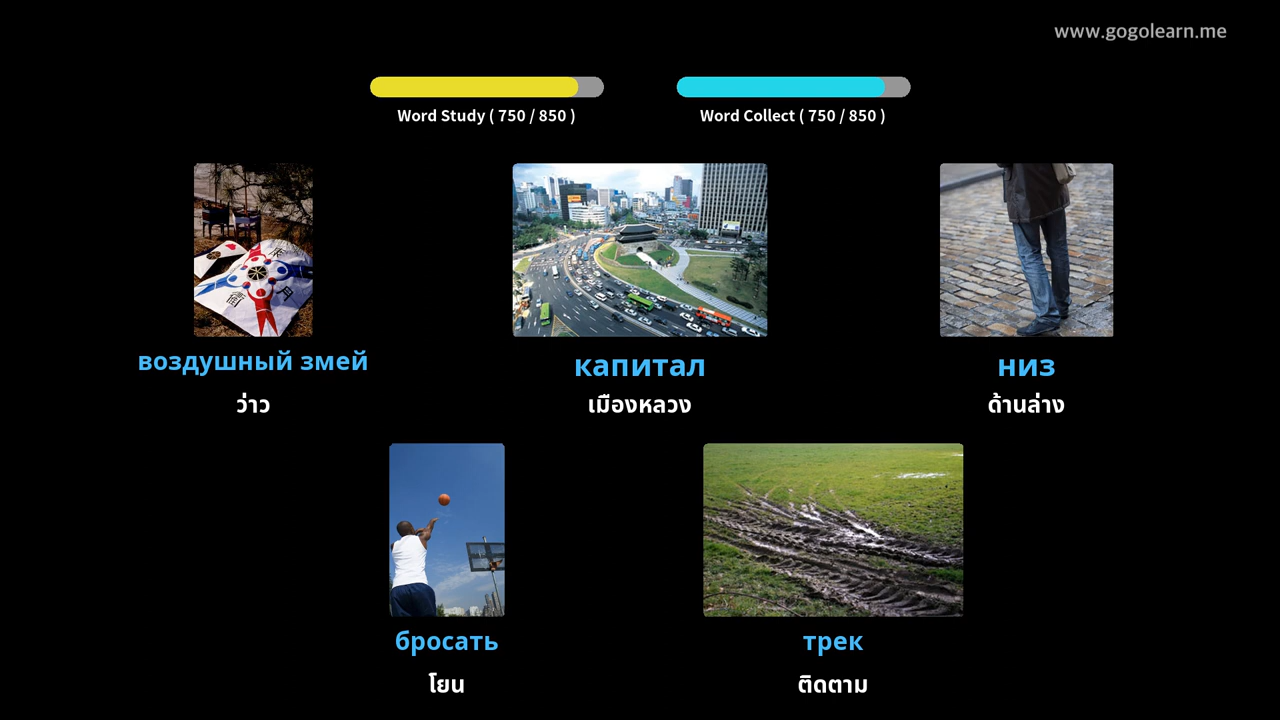 www.gogolearn.me
Word Study ( 750 / 850 )
Word Collect ( 750 / 850 )
воздушный змей
ว่าว
капитал
เมืองหลวง
низ
ด้านล่าง
бросать
โยน
трек
ติดตาม